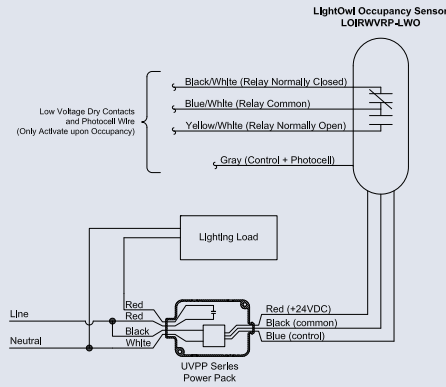 LightOwl Occupancy Sensor
LOIRWVRP-LWO
Black/White (Relay Normally Closed)
Blue/White (Relay Common)
Yellow/White (Relay Normally Open)
Gray (Control + Photocell)
Low Voltage Dry Contacts
and Photocell Wire
(Only Activate upon Occupancy)
Lighting Load
Line
Neutral
Red
Red
Black
White
Red (+24VDC)
Black (common)
Blue (control)
UVPP Series
Power Pack